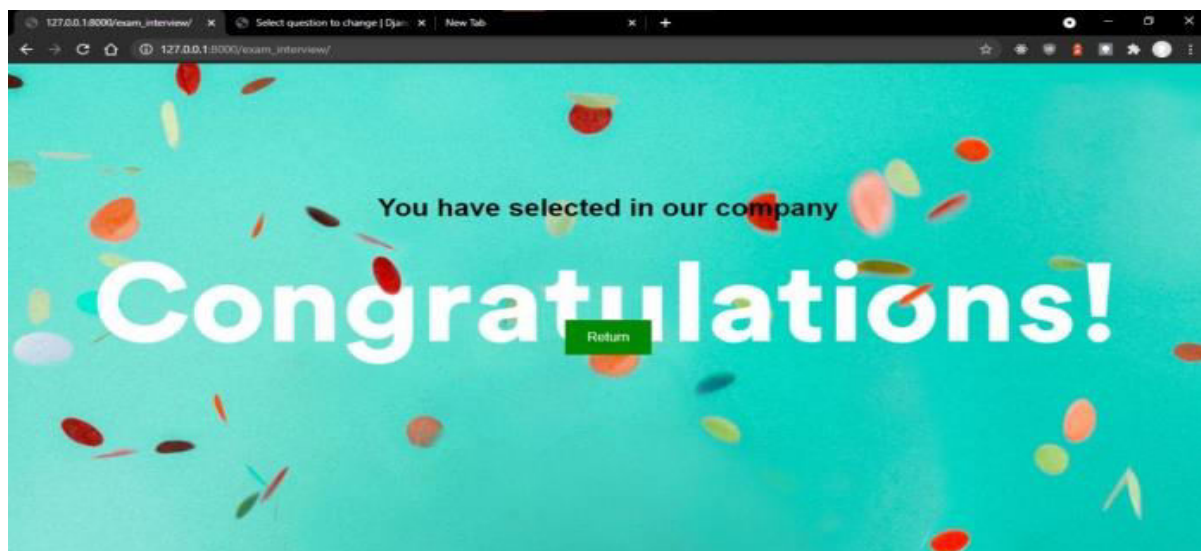 127.0.0.1:8000/exam_interview/
Select question to change | Djan
New Tab
127.0.0.1:8000/exam_interview/
You have selected in our company
Congratulations!
Return